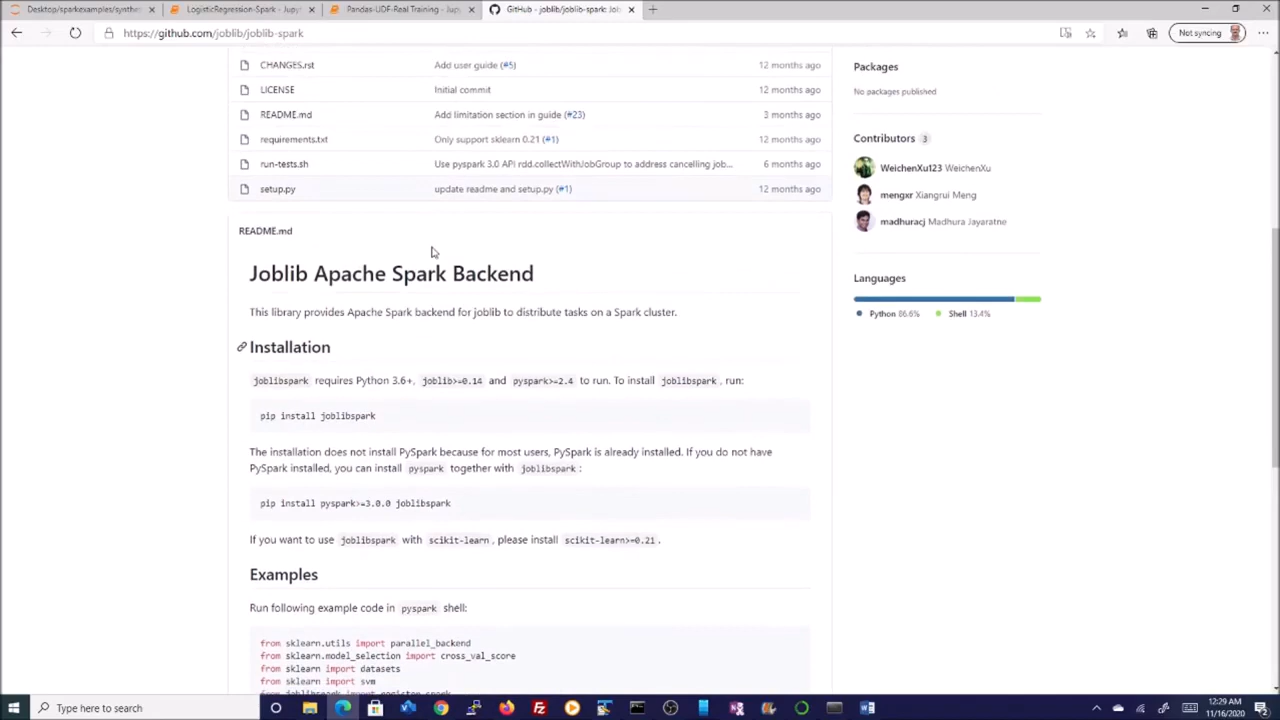 Desktop/sparkexamples/synthe
LogisticRegression-Spark - Jupyt
Pandas-UDF-Real Training - Jup
GitHub - joblib/joblib-spark: Job
https://github.com/joblib/joblib-spark
Not syncing
CHANGES.rst Add user guide (#5) 12 months ago
LICENSE Initial commit 12 months ago
README.md Add limitation section in guide (#23) 3 months ago
requirements.txt Only support sklearn 0.21 (#1) 12 months ago
run-tests.sh Use pyspark 3.0 API rdd.collectWithJobGroup to address cancelling job... 6 months ago
setup.py update readme and setup.py (#1) 12 months ago
README.md
Joblib Apache Spark Backend
This library provides Apache Spark backend for joblib to distribute tasks on a Spark cluster.
Installation
joblibspark requires Python 3.6+, joblib>=0.14 and pyspark>=2.4 to run. To install joblibspark, run:
pip install joblibspark
The installation does not install PySpark because for most users, PySpark is already installed. If you do not have
PySpark installed, you can install pyspark together with joblibspark:
pip install pyspark>=3.0.0 joblibspark
If you want to use joblibspark with scikit-learn, please install scikit-learn>=0.21.
Examples
Run following example code in pyspark shell:
from sklearn.utils import parallel_backend
from sklearn.model_selection import cross_val_score
from sklearn import datasets
from sklearn import svm
Packages
No packages published
Contributors 3
WeichenXu123 WeichenXu
mengxr Xiangrui Meng
madhuracj Madhura Jayaratne
Languages
Python 86.6% Shell 13.4%
Type here to search
12:29 AM
11/16/2020